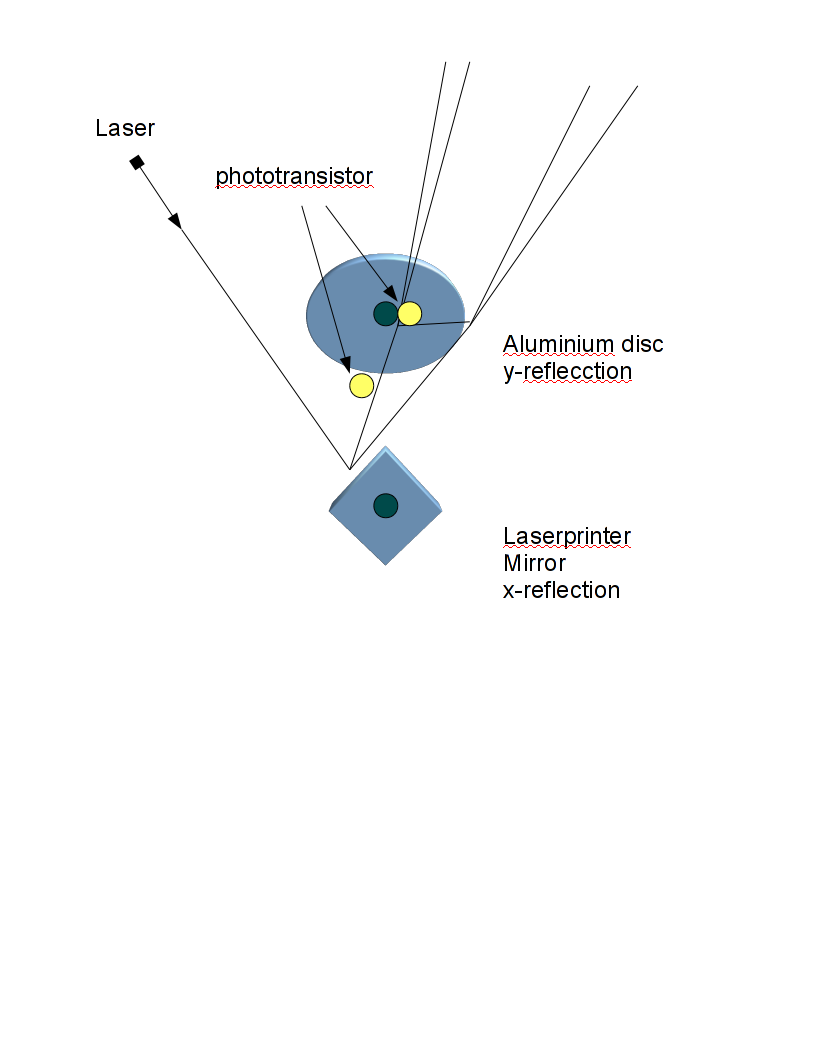 Laser
phototransistor
Aluminium disc
y-reflecction
Laserprinter
Mirror
x-reflection